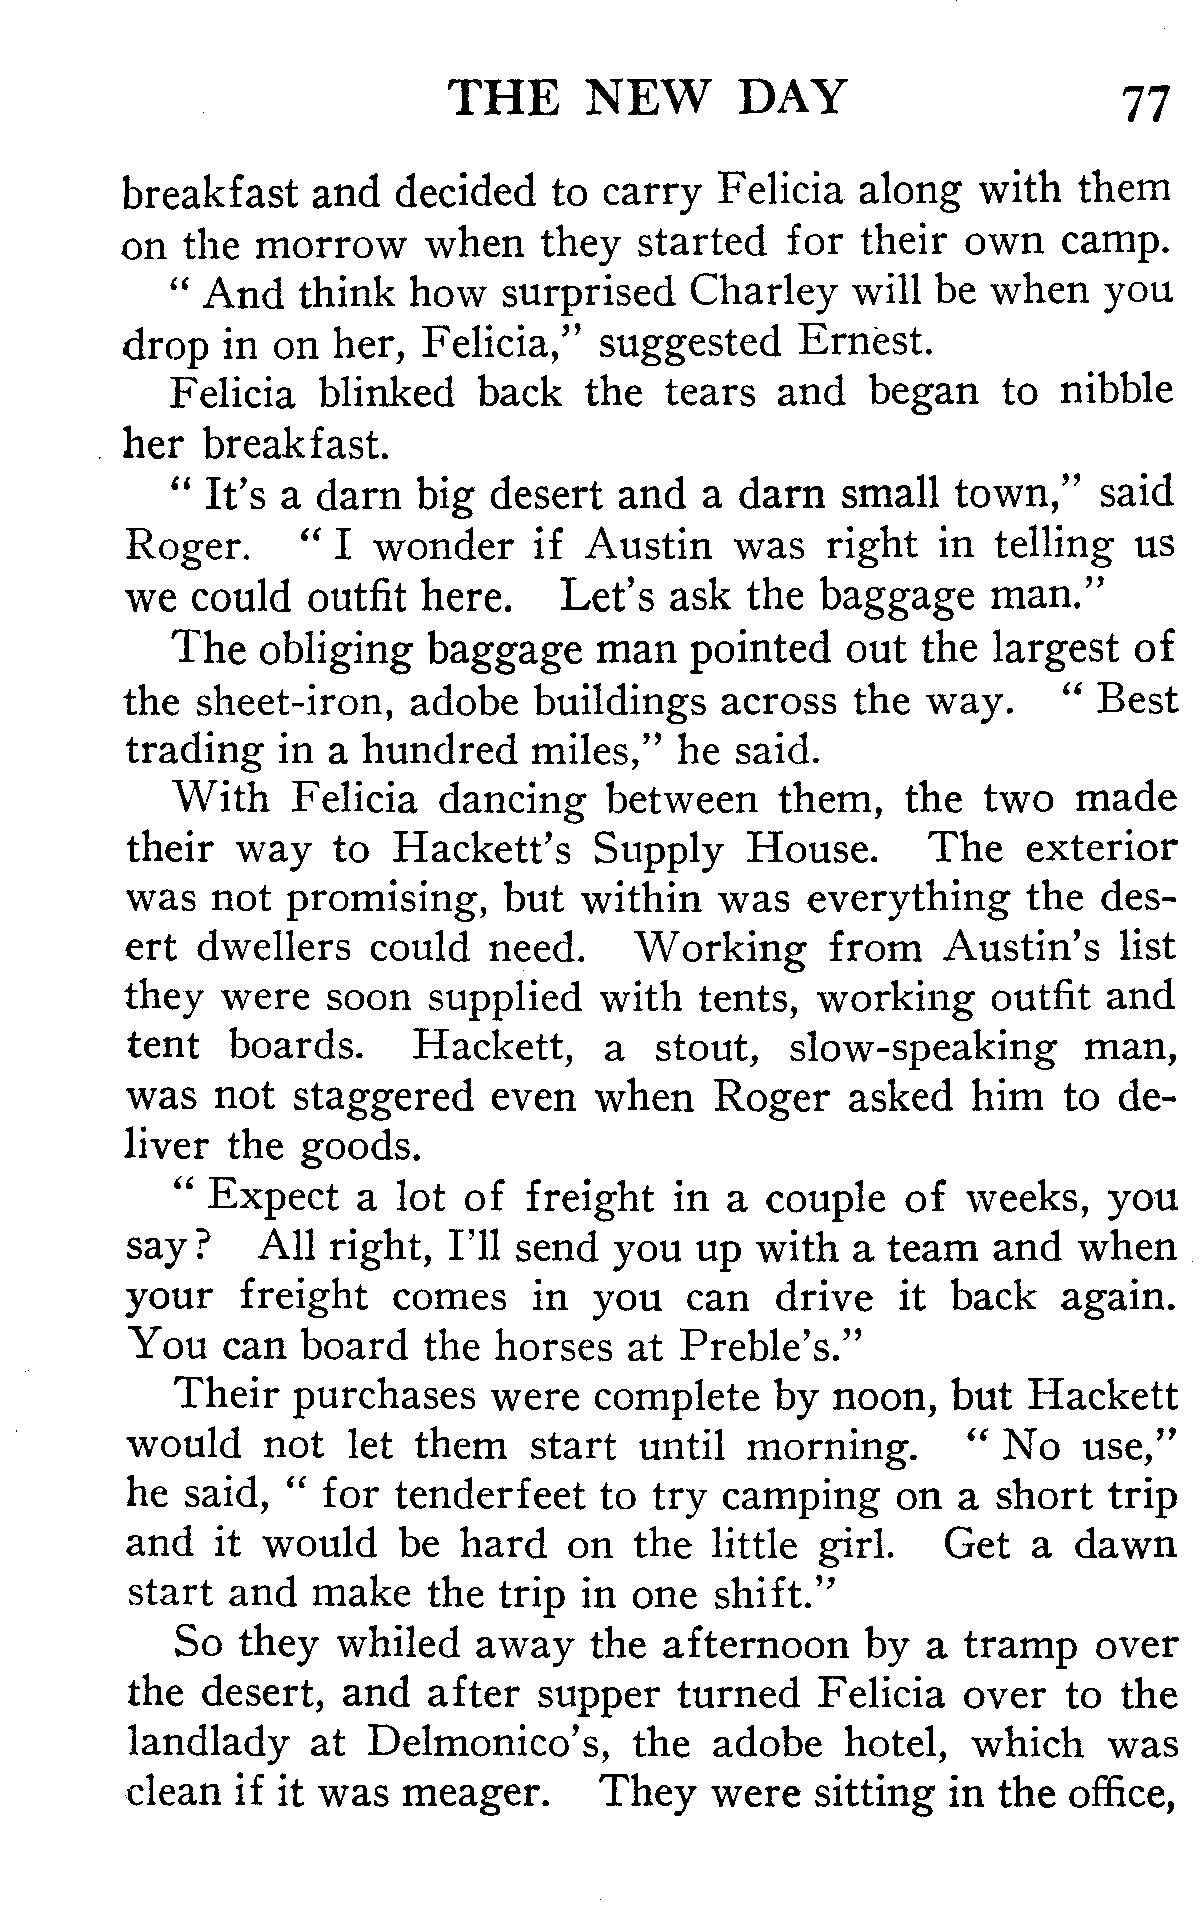 THE NEW DAY 77
breakfast and decided to carry Felicia along with them
on the morrow when they started for their own camp.
" And think how surprised Charley will be when you
drop in on her, Felicia," suggested Ernest.
Felicia blinked back the tears and began to nibble
her breakfast.
" It's a darn big desert and a darn small town," said
Roger. " I wonder if Austin was right in telling us
we could outfit here. Let's ask the baggage man."
The obliging baggage man pointed out the largest of
the sheet-iron, adobe buildings across the way. " Best
trading in a hundred miles," he said.
With Felicia dancing between them, the two made
their way to Hackett's Supply House. The exterior
was not promising, but within was everything the des-
ert dwellers could need. Working from Austin's list
they were soon supplied with tents, working outfit and
tent boards. Hackett, a stout, slow-speaking man,
was not staggered even when Roger asked him to de-
liver the goods.
" Expect a lot of freight in a couple of weeks, you
say? All right, I'll send you up with a team and when
your freight comes in you can drive it back again.
You can board the horses at Preble's."
Their purchases were complete by noon, but Hackett
would not let them start until morning. " No use,"
he said, " for tenderfeet to try camping on a short trip
and it would be hard on the little girl. Get a dawn
start and make the trip in one shift."
So they whiled away the afternoon by a tramp over
the desert, and after supper turned Felicia over to the
landlady at Delmonico's, the adobe hotel, which was
clean if it was meager. They were sitting in the office,